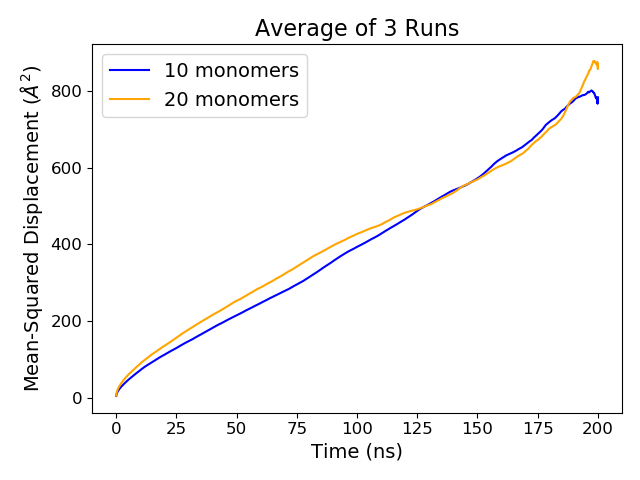 Average of 3 Runs
10 monomers
20 monomers
Mean-Squared Displacement (Å²)
800
600
400
200
0
0 25 50 75 100 125 150 175 200
Time (ns)